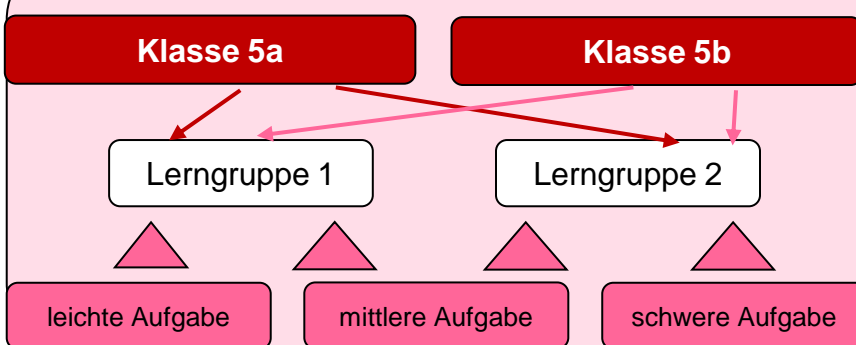 Klasse 5a
Klasse 5b
Lerngruppe 1
Lerngruppe 2
leichte Aufgabe
mittlere Aufgabe
schwere Aufgabe